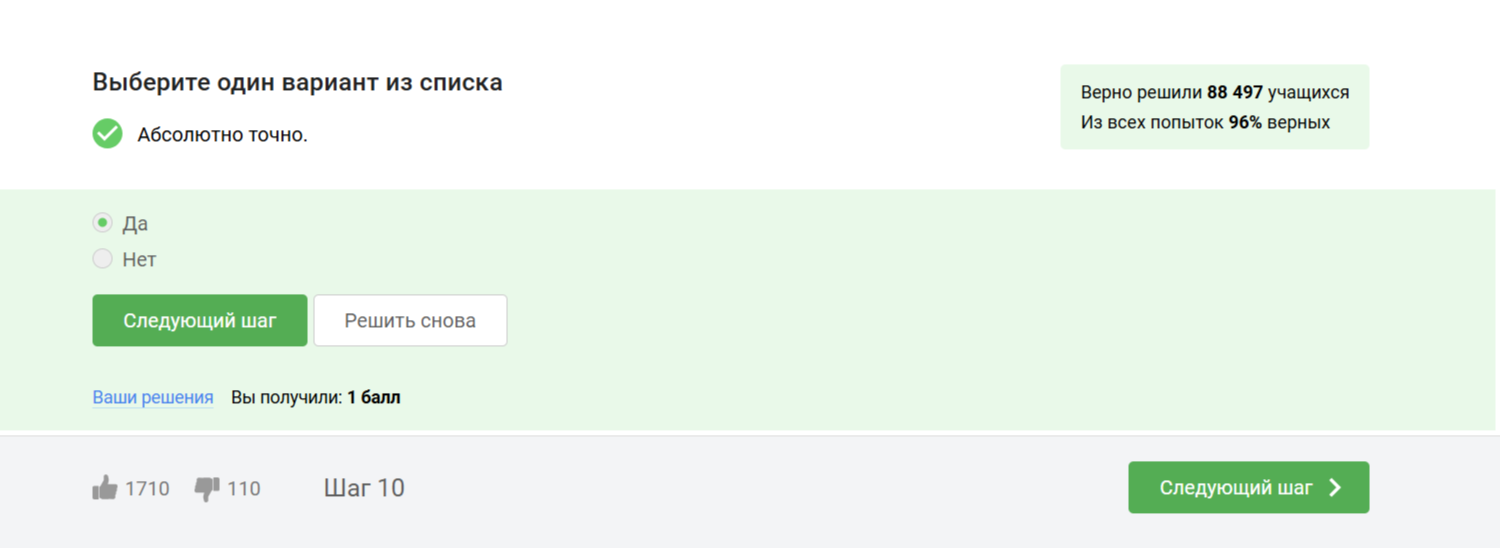 Выберите один вариант из списка
Абсолютно точно.
Верно решили 88 497 учащихся
Из всех попыток 96% верных
Да
Нет
Следующий шаг
Решить снова
Ваши решения Вы получили: 1 балл
1710 110 Шаг 10 Следующий шаг